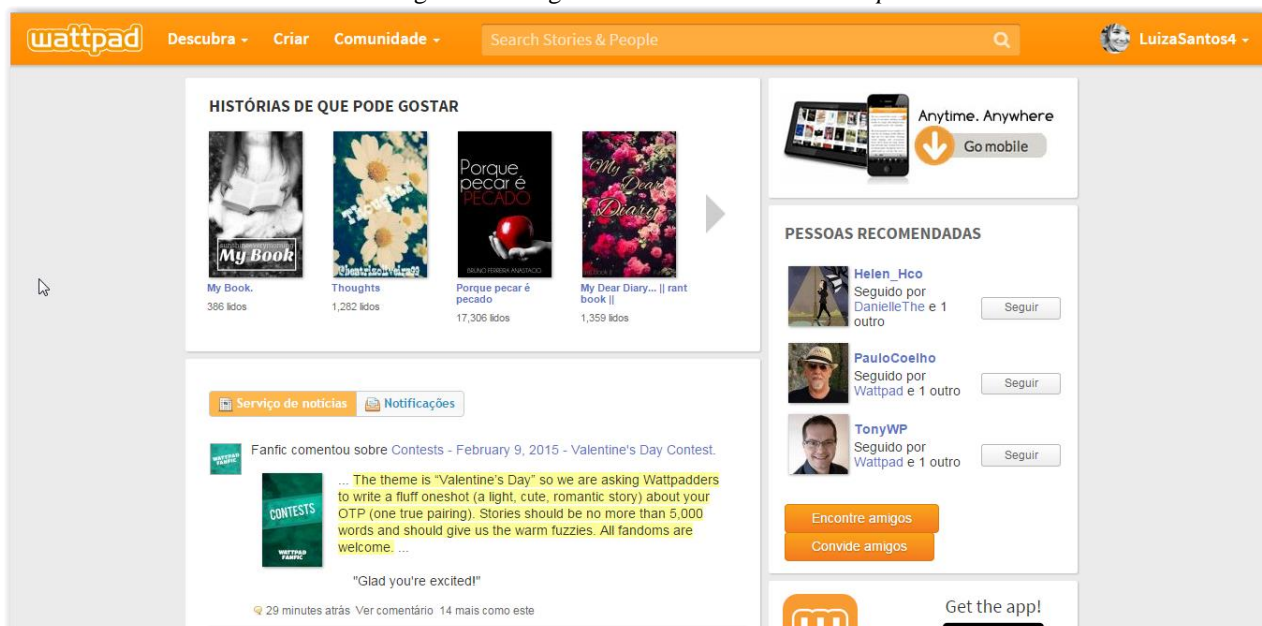 wattpad Descubra Criar Comunidade Search Stories & People LuizaSantos4
HISTÓRIAS DE QUE PODE GOSTAR
My Book
Thoughts
@beatrisoliveira99
Porque
pecar é
PECADO
BRUNO FERREIRA ANASTACIO
My
Dear
Diary
My Book.
386 lidos
Thoughts
1,282 lidos
Porque pecar é
pecado
17,306 lidos
My Dear Diary... || rant
book ||
1,359 lidos
Serviço de notícias Notificações
WATTPAD
FANFIC
Fanfic comentou sobre Contests - February 9, 2015 - Valentine's Day Contest.
CONTESTS
WATTPAD
FANFIC
... The theme is “Valentine's Day” so we are asking Wattpadders
to write a fluff oneshot (a light, cute, romantic story) about your
OTP (one true pairing). Stories should be no more than 5,000
words and should give us the warm fuzzies. All fandoms are
welcome. ...
"Glad you're excited!"
29 minutes atrás Ver comentário 14 mais como este
Anytime. Anywhere
Go mobile
PESSOAS RECOMENDADAS
Helen_Hco
Seguido por
DanielleThe e 1
outro
Seguir
PauloCoelho
Seguido por
Wattpad e 1 outro
Seguir
TonyWP
Seguido por
Wattpad e 1 outro
Seguir
Encontre amigos
Convide amigos
Get the app!